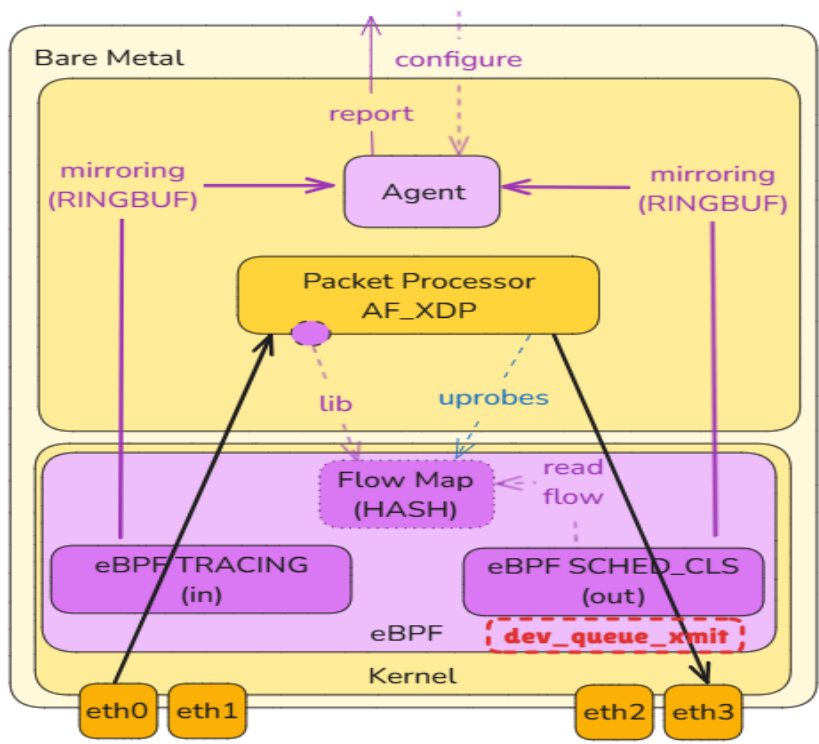 Bare Metal
configure
report
mirroring
(RINGBUF)
Agent
mirroring
(RINGBUF)
Packet Processor
AF_XDP
lib
uprobes
Flow Map
(HASH)
read
flow
eBPF TRACING
(in)
eBPF SCHED_CLS
(out)
eBPF
dev_queue_xmit
Kernel
eth0
eth1
eth2
eth3